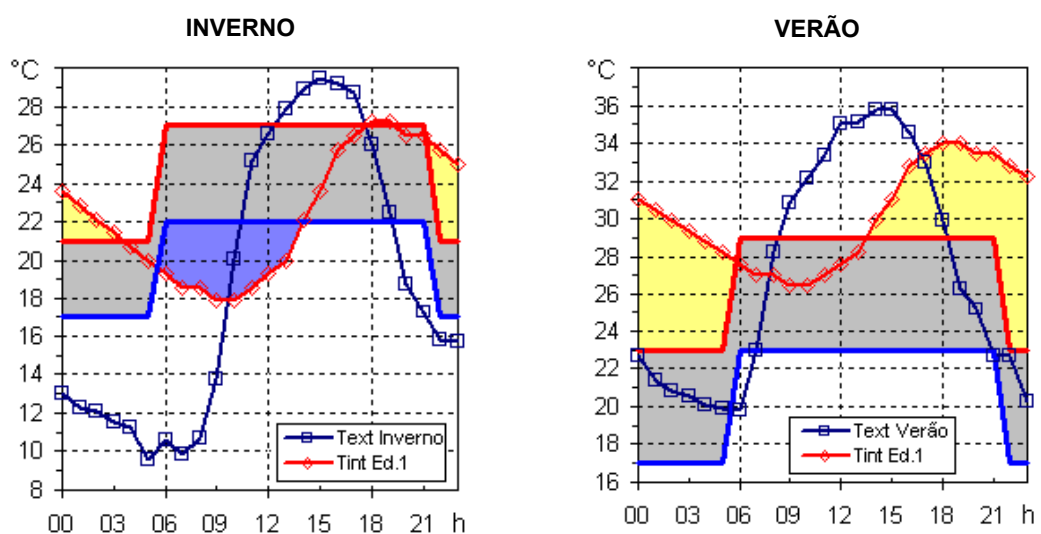 INVERNO
°C
28
26
24
22
20
18
16
14
12
10
8
00 03 06 09 12 15 18 21 h
Text Inverno
Tint Ed.1
VERÃO
°C
36
34
32
30
28
26
24
22
20
18
16
00 03 06 09 12 15 18 21 h
Text Verão
Tint Ed.1